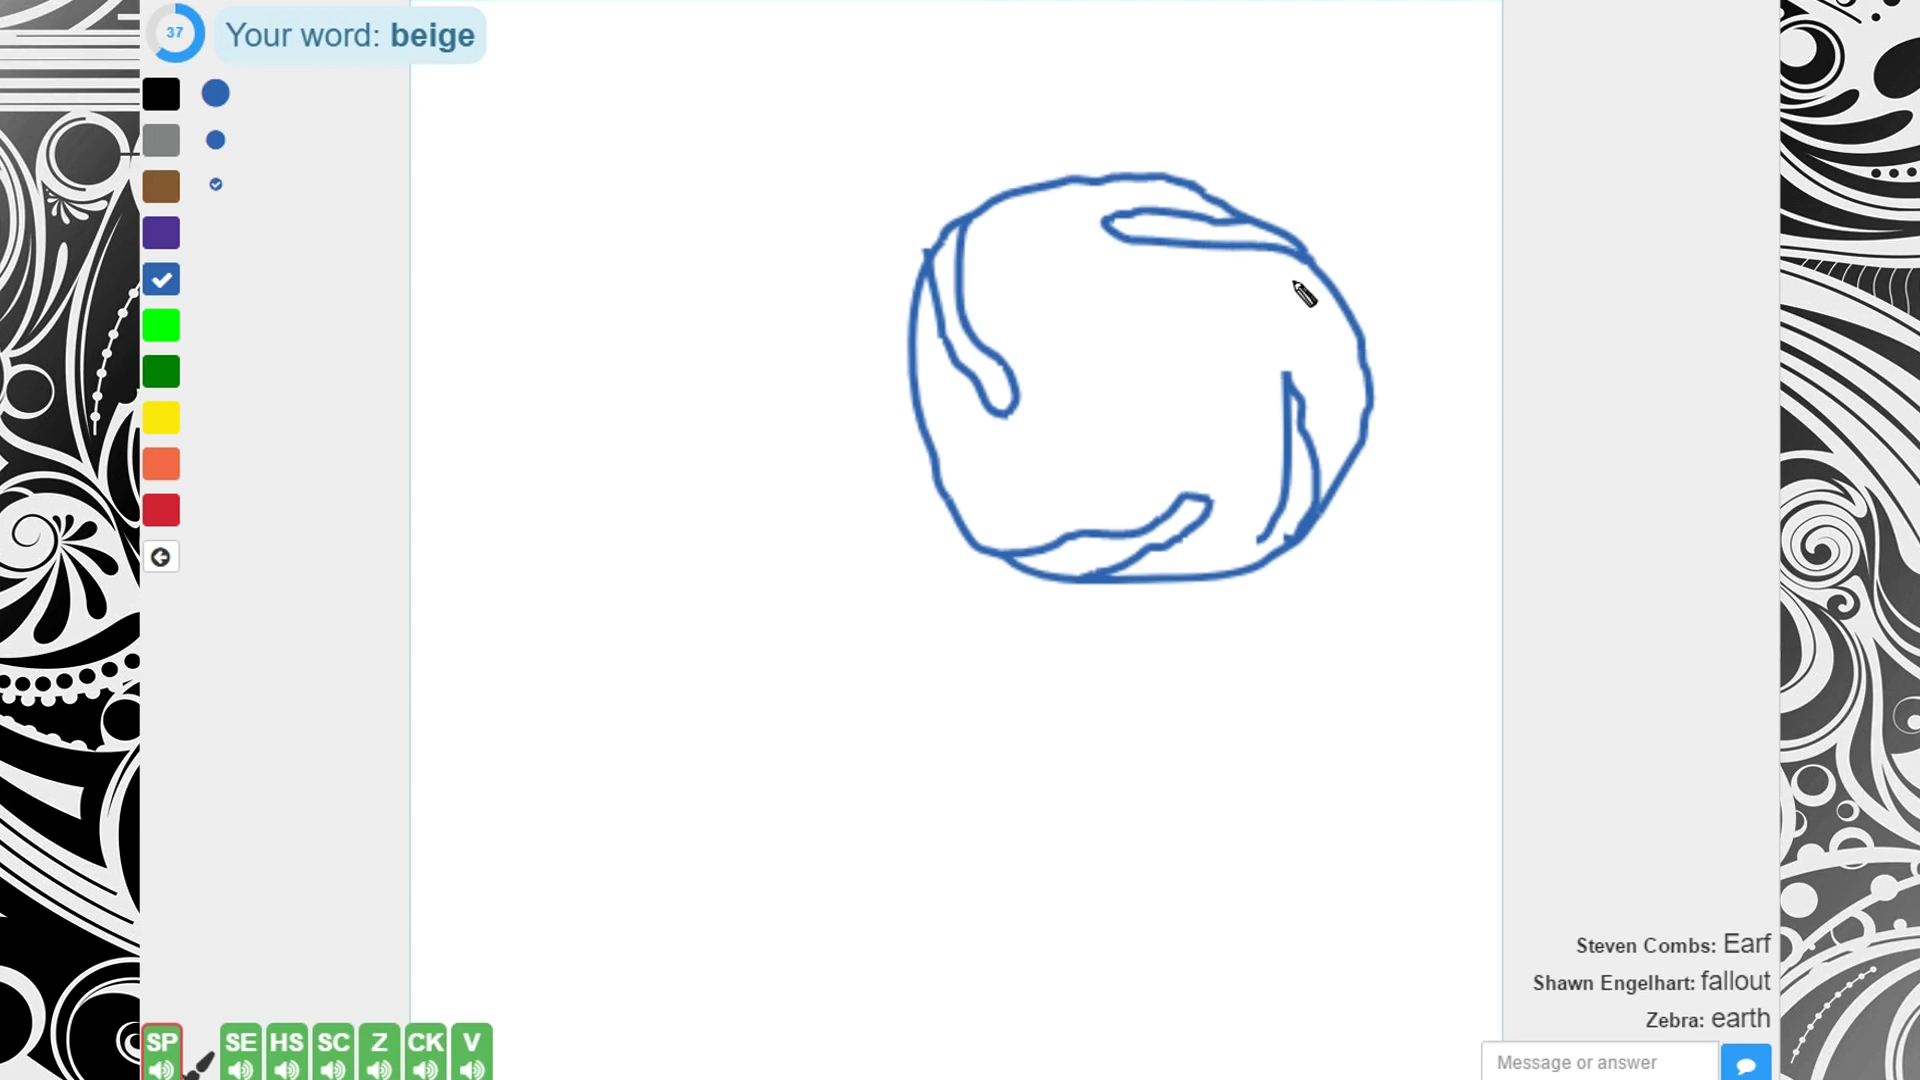 37
Your word: beige
Steven Combs: Earf
Shawn Engelhart: fallout
Zebra: earth
SP SE HS SC Z CK V
Message or answer